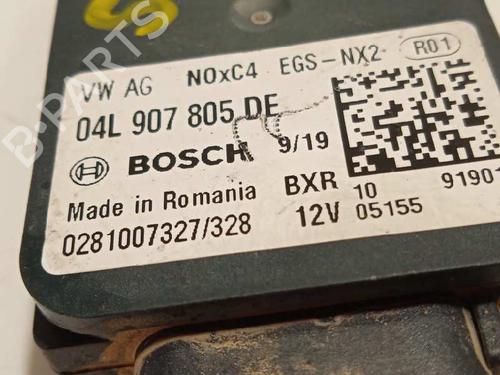 VW AG NOxC4 EGS-NX2 R01
04L 907 805 DE
BOSCH 9/19
Made in Romania BXR 10 91901
0281007327/328 12V 05155
B-PARTS